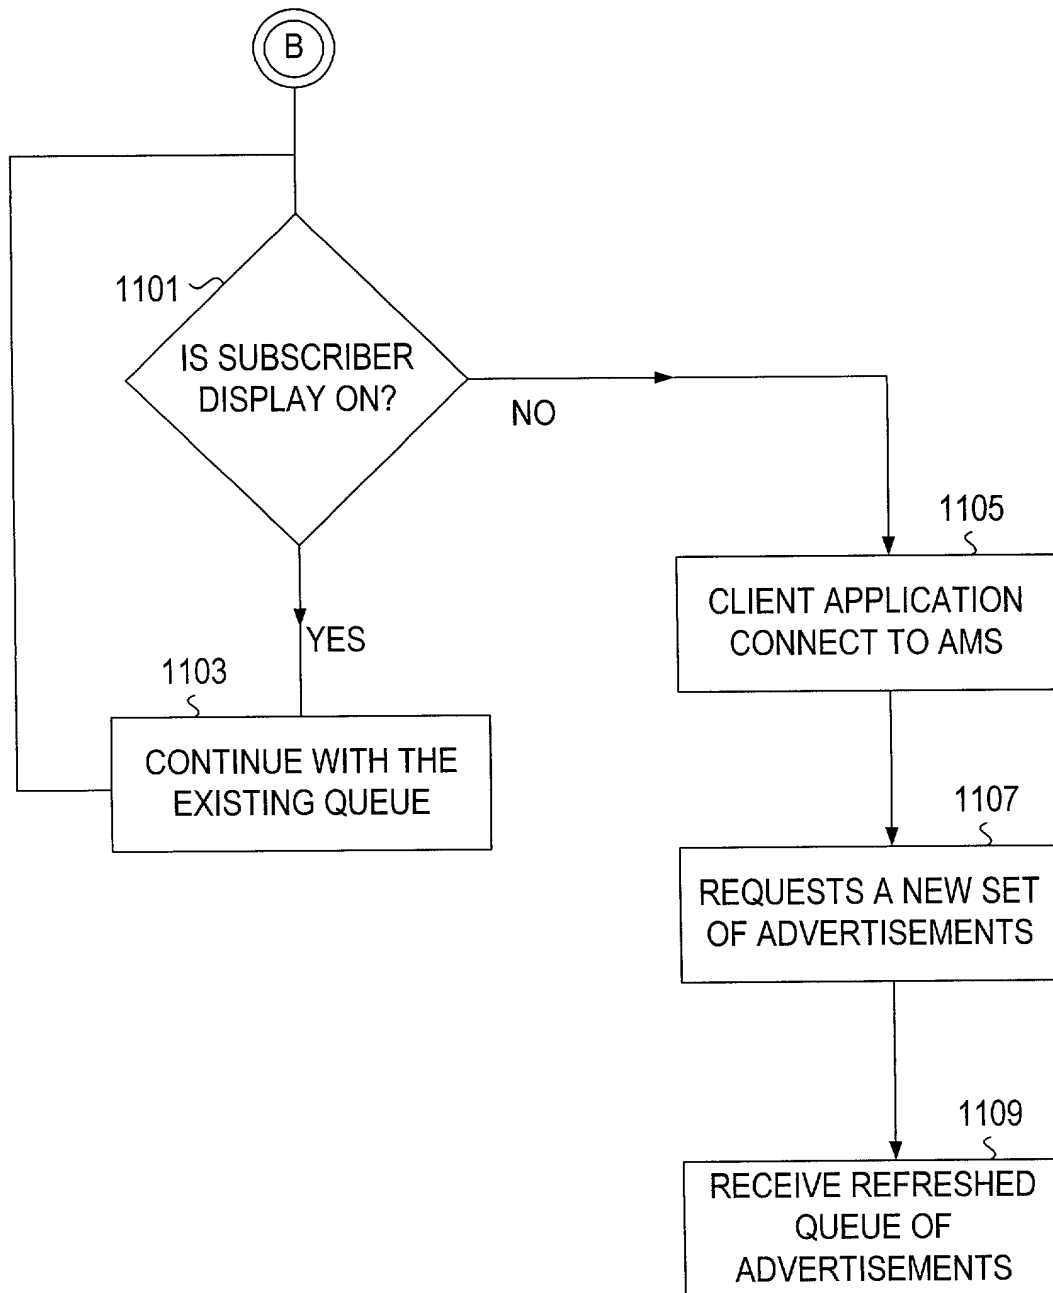 B
1101
IS SUBSCRIBER
DISPLAY ON?
NO
YES
1103
CONTINUE WITH THE
EXISTING QUEUE
1105
CLIENT APPLICATION
CONNECT TO AMS
1107
REQUESTS A NEW SET
OF ADVERTISEMENTS
1109
RECEIVE REFRESHED
QUEUE OF
ADVERTISEMENTS